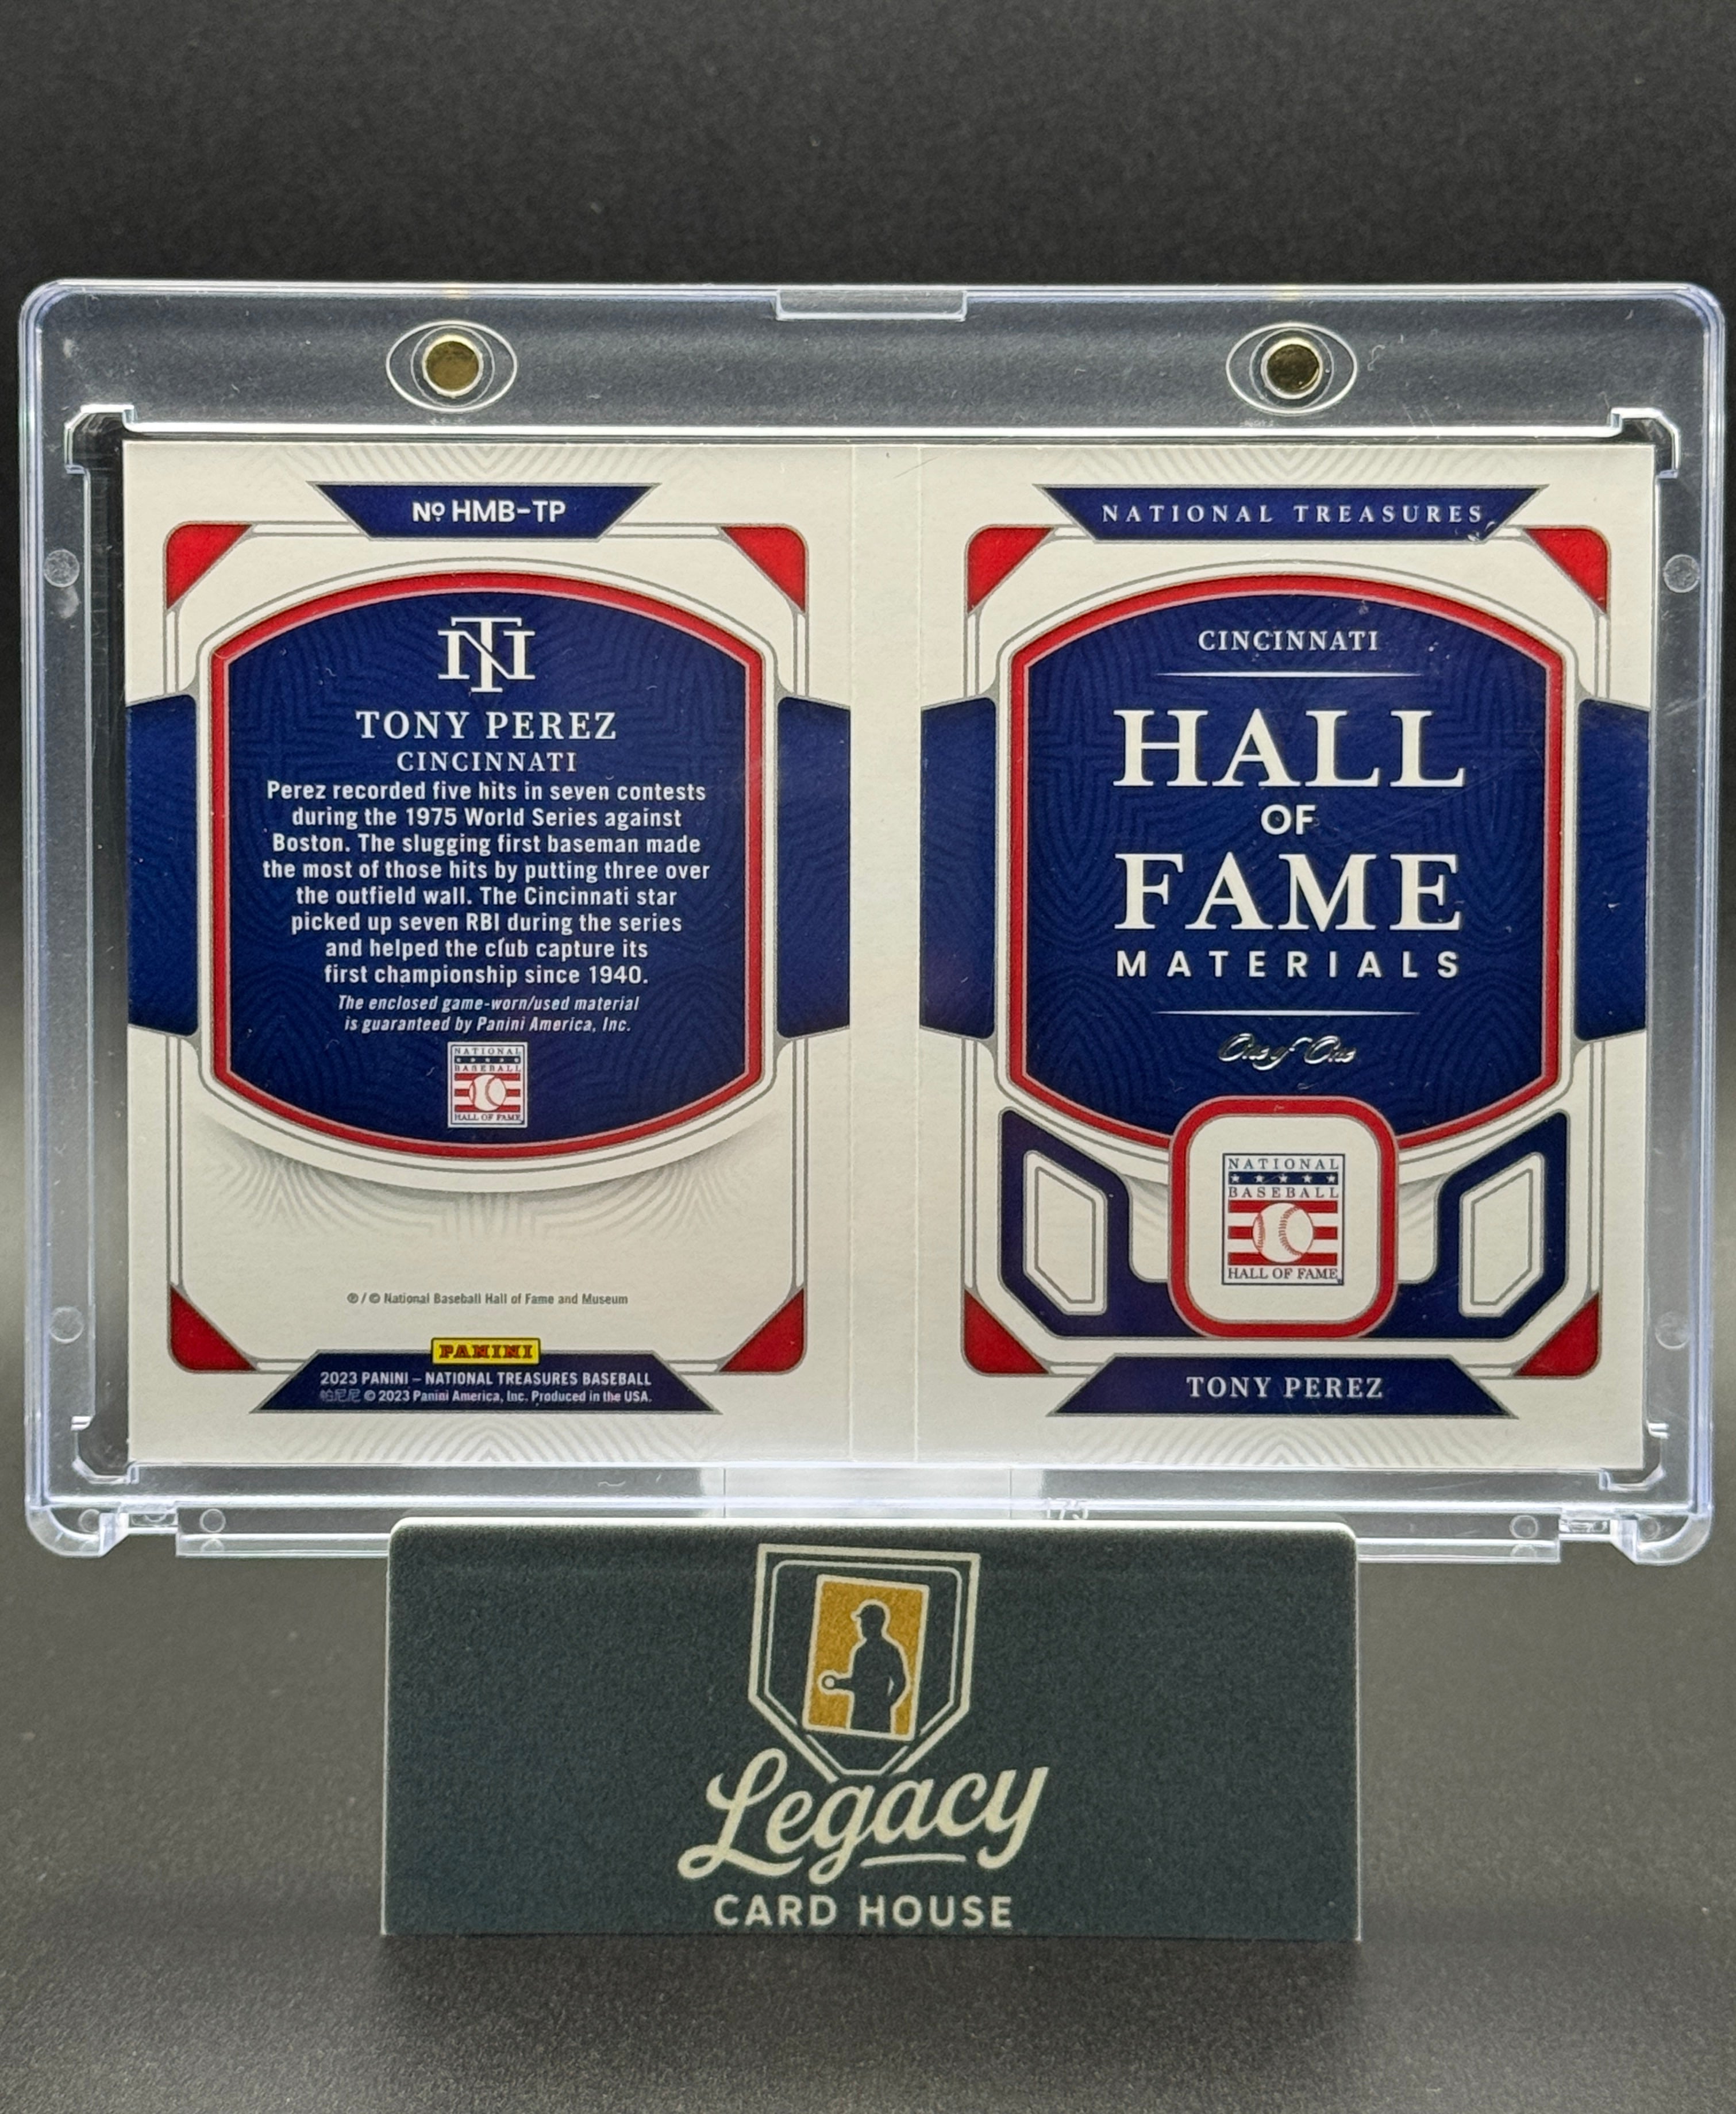 Nº HMB-TP
NT
TONY PEREZ
CINCINNATI
Perez recorded five hits in seven contests
during the 1975 World Series against
Boston. The slugging first baseman made
the most of those hits by putting three over
the outfield wall. The Cincinnati star
picked up seven RBI during the series
and helped the club capture its
first championship since 1940.
The enclosed game-worn/used material
is guaranteed by Panini America, Inc.
NATIONAL
BASEBALL
HALL OF FAME
℗ / © National Baseball Hall of Fame and Museum
PANINI
2023 PANINI – NATIONAL TREASURES BASEBALL
帕尼尼 © 2023 Panini America, Inc. Produced in the USA.
NATIONAL TREASURES
CINCINNATI
HALL
OF
FAME
MATERIALS
One of One
NATIONAL
BASEBALL
HALL OF FAME
TONY PEREZ
Legacy
CARD HOUSE